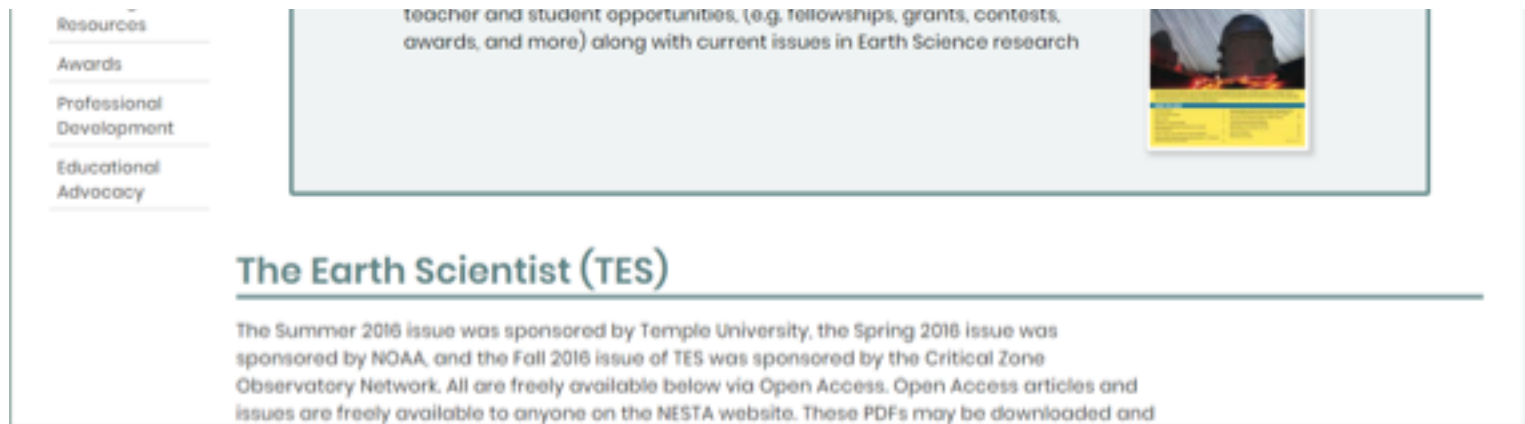 Resources
Awards
Professional
Development
Educational
Advocacy
teacher and student opportunities, (e.g. fellowships, grants, contests,
awards, and more) along with current issues in Earth Science research
The Earth Scientist (TES)
The Summer 2016 issue was sponsored by Temple University, the Spring 2016 issue was
sponsored by NOAA, and the Fall 2016 issue of TES was sponsored by the Critical Zone
Observatory Network. All are freely available below via Open Access. Open Access articles and
issues are freely available to anyone on the NESTA website. These PDFs may be downloaded and